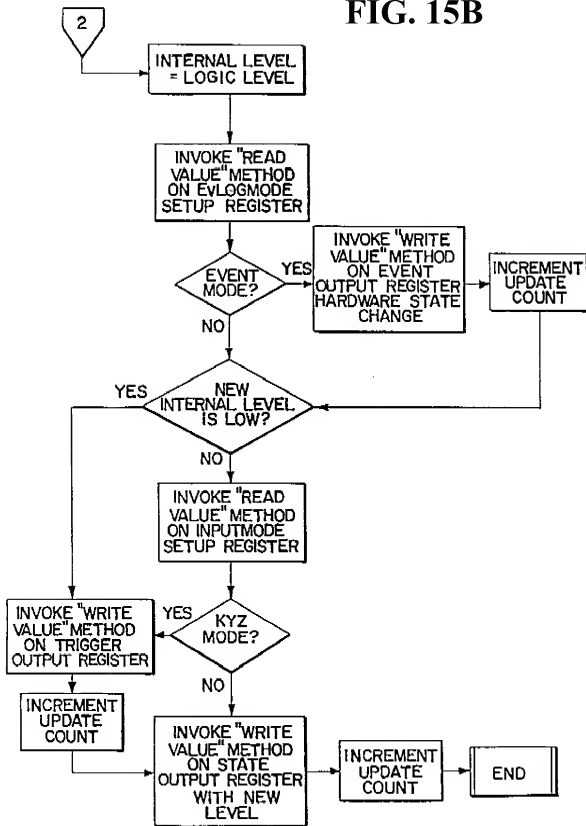 FIG. 15B
2
INTERNAL LEVEL
= LOGIC LEVEL
INVOKE "READ
VALUE" METHOD
ON EVLOGMODE
SETUP REGISTER
EVENT
MODE?
YES
NO
INVOKE "WRITE
VALUE" METHOD
ON EVENT
OUTPUT REGISTER
HARDWARE STATE
CHANGE
INCREMENT
UPDATE
COUNT
NEW
INTERNAL LEVEL
IS LOW?
YES
NO
INVOKE "READ
VALUE" METHOD
ON INPUTMODE
SETUP REGISTER
KYZ
MODE?
YES
NO
INVOKE "WRITE
VALUE" METHOD
ON TRIGGER
OUTPUT REGISTER
INCREMENT
UPDATE
COUNT
INVOKE "WRITE
VALUE" METHOD
ON STATE
OUTPUT REGISTER
WITH NEW
LEVEL
INCREMENT
UPDATE
COUNT
END